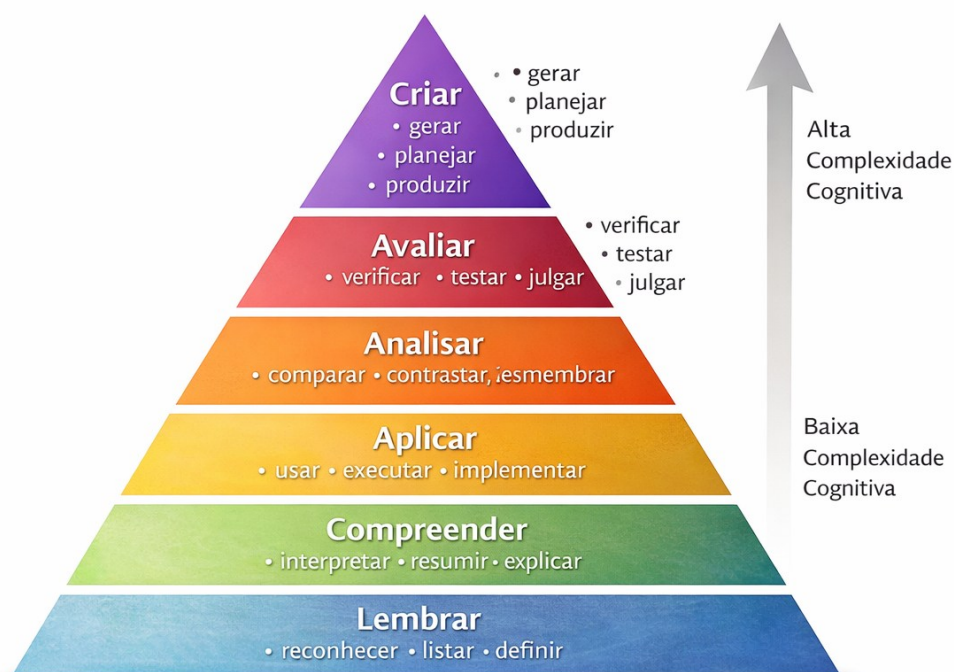 Criar
• gerar
• planejar
• produzir
• gerar
• planejar
• produzir
Avaliar
• verificar • testar • julgar
• verificar
• testar
• julgar
Analisar
• comparar • contrastar, iesmembrar
Aplicar
• usar • executar • implementar
Compreender
• interpretar • resumir • explicar
Lembrar
• reconhecer • listar • definir
Alta
Complexidade
Cognitiva
Baixa
Complexidade
Cognitiva